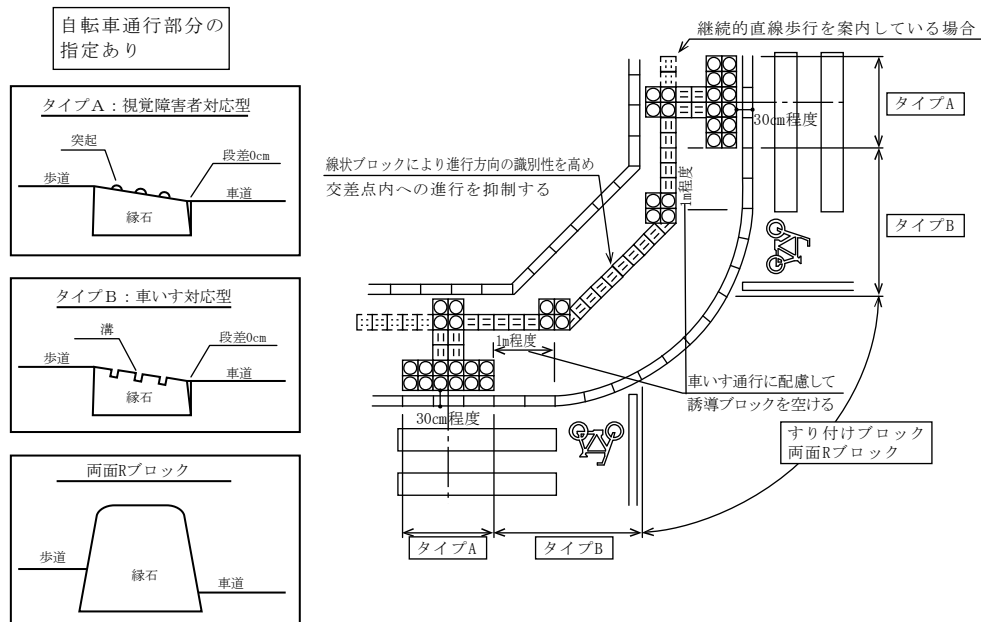 自転車通行部分の
指定あり
タイプA：視覚障害者対応型
突起
段差0cm
歩道
車道
縁石
タイプB：車いす対応型
溝
段差0cm
歩道
車道
縁石
両面Rブロック
歩道
縁石
車道
継続的直線歩行を案内している場合
30㎝程度
タイプA
線状ブロックにより進行方向の識別性を高め
交差点内への進行を抑制する
1m程度
タイプB
1m程度
車いす通行に配慮して
誘導ブロックを空ける
30㎝程度
すり付けブロック
両面Rブロック
タイプA
タイプB